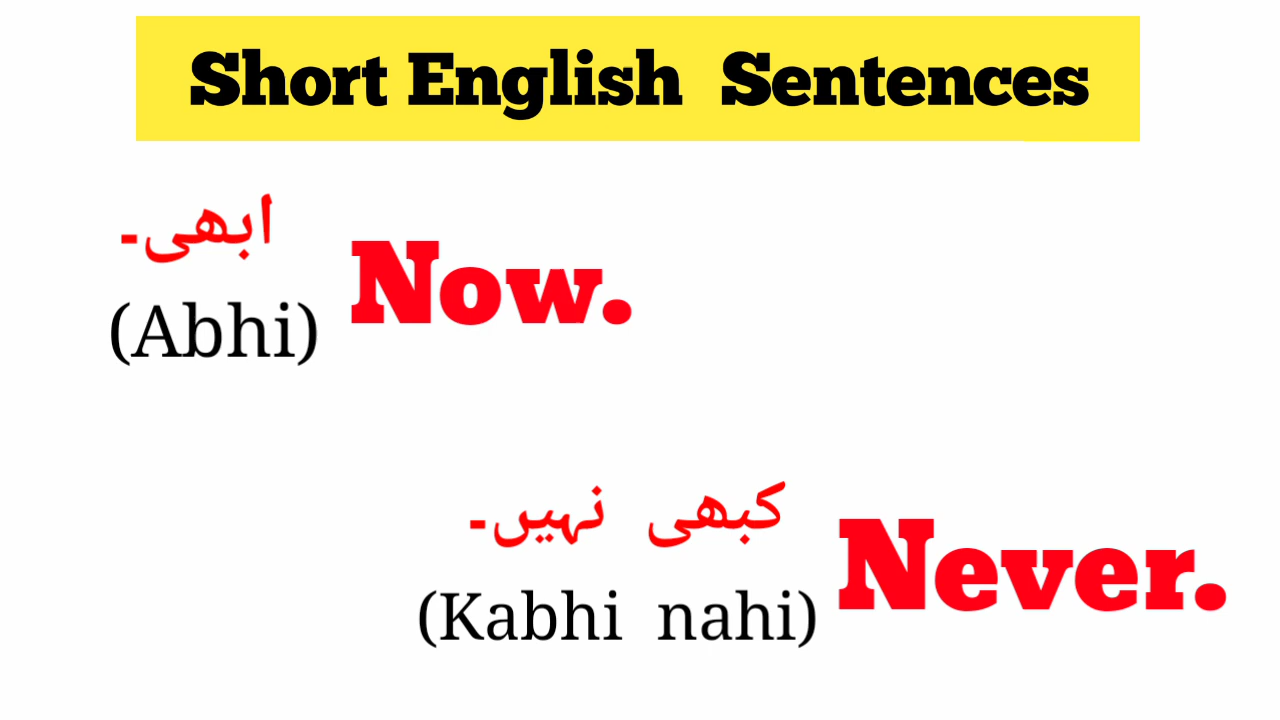 Short English Sentences
ابھی۔
(Abhi)
Now.
کبھی نہیں۔
(Kabhi nahi)
Never.